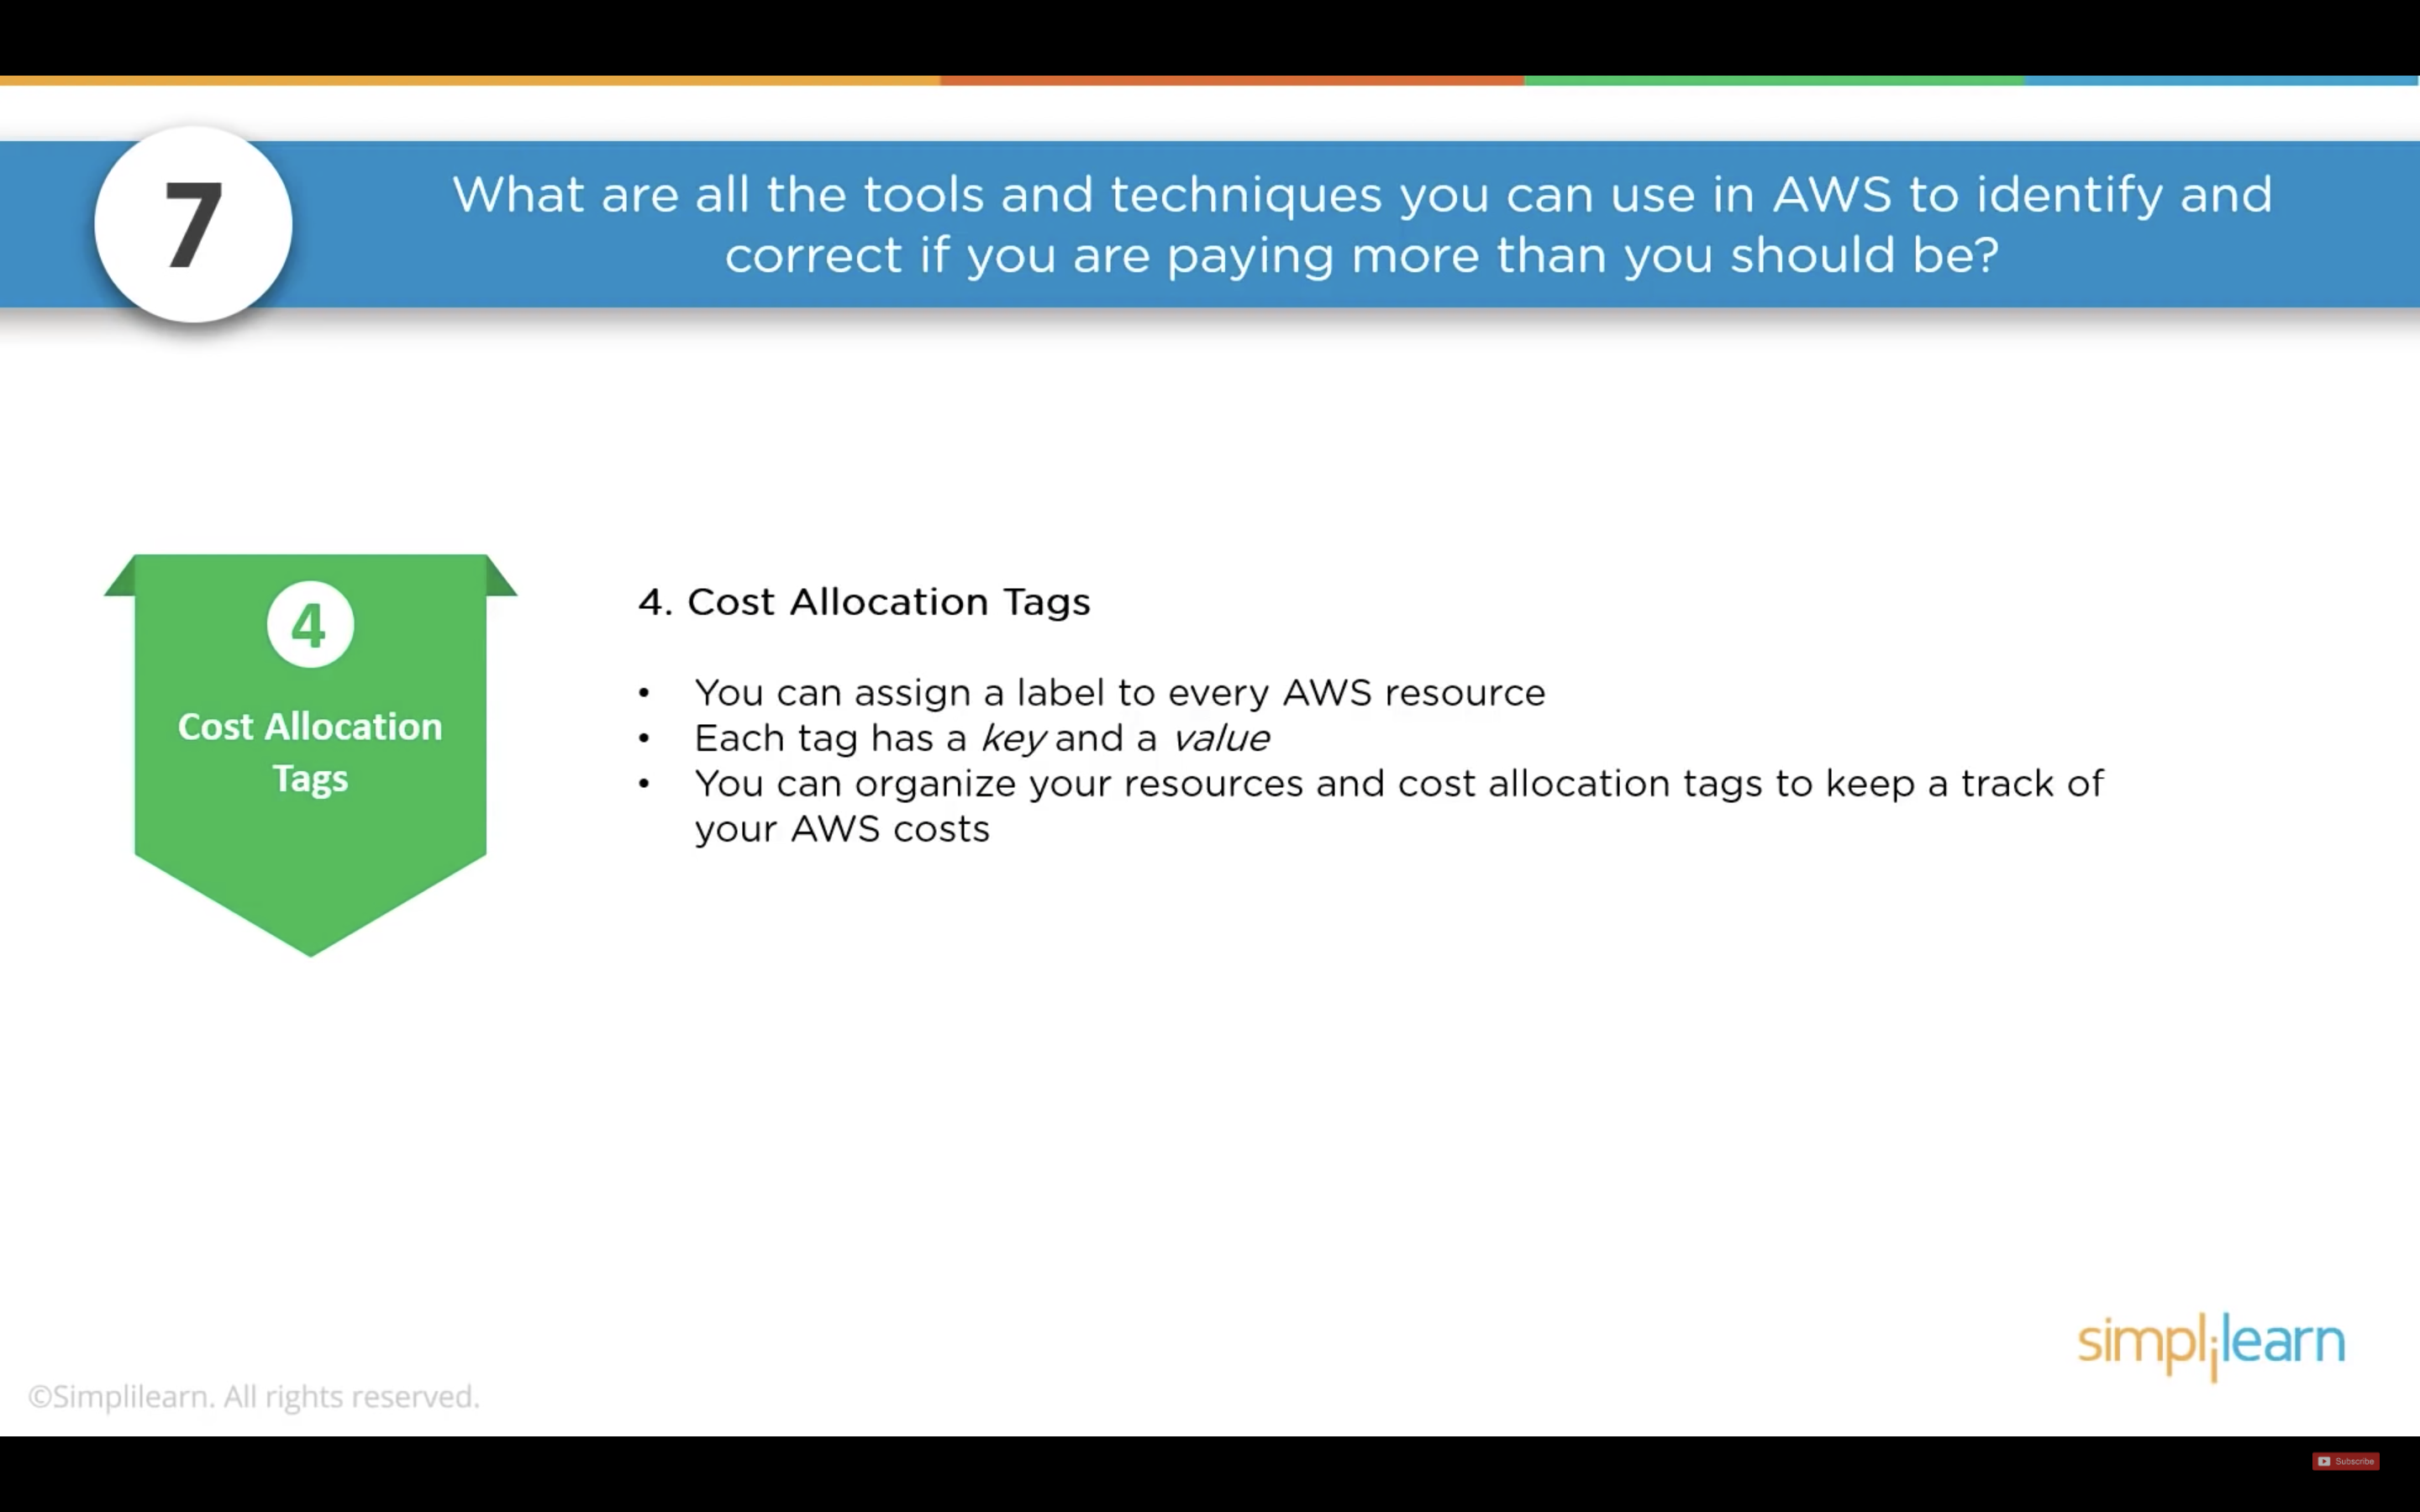 7
What are all the tools and techniques you can use in AWS to identify and
correct if you are paying more than you should be?
4
Cost Allocation
Tags
4. Cost Allocation Tags
• You can assign a label to every AWS resource
• Each tag has a key and a value
• You can organize your resources and cost allocation tags to keep a track of
your AWS costs
simplilearn
©Simplilearn. All rights reserved.
Subscribe